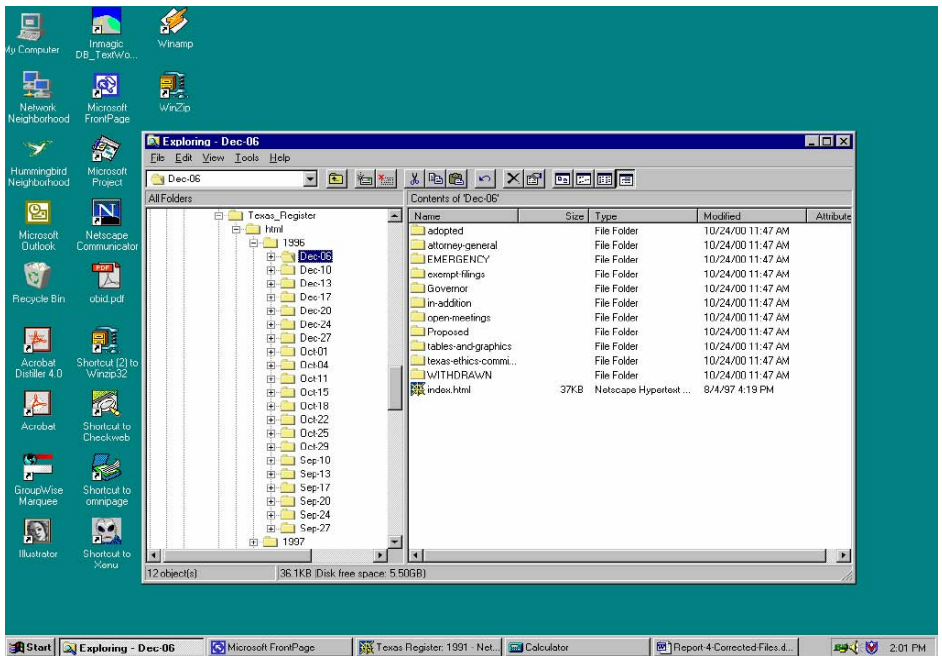 My Computer
Inmagic
DB_TextWo...
Winamp
Network
Neighborhood
Microsoft
FrontPage
WinZip
Hummingbird
Neighborhood
Microsoft
Project
Microsoft
Outlook
Netscape
Communicator
Recycle Bin
obid.pdf
Acrobat
Distiller 4.0
Shortcut (2) to
Winzip32
Acrobat
Shortcut to
Checkweb
GroupWise
Marquee
Shortcut to
omnipage
Illustrator
Shortcut to
Xenu
Exploring - Dec-06
File Edit View Tools Help
Dec-06
All Folders
Contents of 'Dec-06'
Texas_Register
html
1996
Dec-06
Dec-10
Dec-13
Dec-17
Dec-20
Dec-24
Dec-27
Oct-01
Oct-04
Oct-11
Oct-15
Oct-18
Oct-22
Oct-25
Oct-29
Sep-10
Sep-13
Sep-17
Sep-20
Sep-24
Sep-27
1997
Name Size Type Modified Attribute
adopted File Folder 10/24/00 11:47 AM
attorney-general File Folder 10/24/00 11:47 AM
EMERGENCY File Folder 10/24/00 11:47 AM
exempt-filings File Folder 10/24/00 11:47 AM
Governor File Folder 10/24/00 11:47 AM
in-addition File Folder 10/24/00 11:47 AM
open-meetings File Folder 10/24/00 11:47 AM
Proposed File Folder 10/24/00 11:47 AM
tables-and-graphics File Folder 10/24/00 11:47 AM
texas-ethics-commi... File Folder 10/24/00 11:47 AM
WITHDRAWN File Folder 10/24/00 11:47 AM
index.html 37KB Netscape Hypertext ... 8/4/97 4:19 PM
12 object(s) 36.1KB (Disk free space: 5.50GB)
Start Exploring - Dec-06 Microsoft FrontPage Texas Register: 1991 - Net... Calculator Report-4-Corrected-Files.d... 2:01 PM